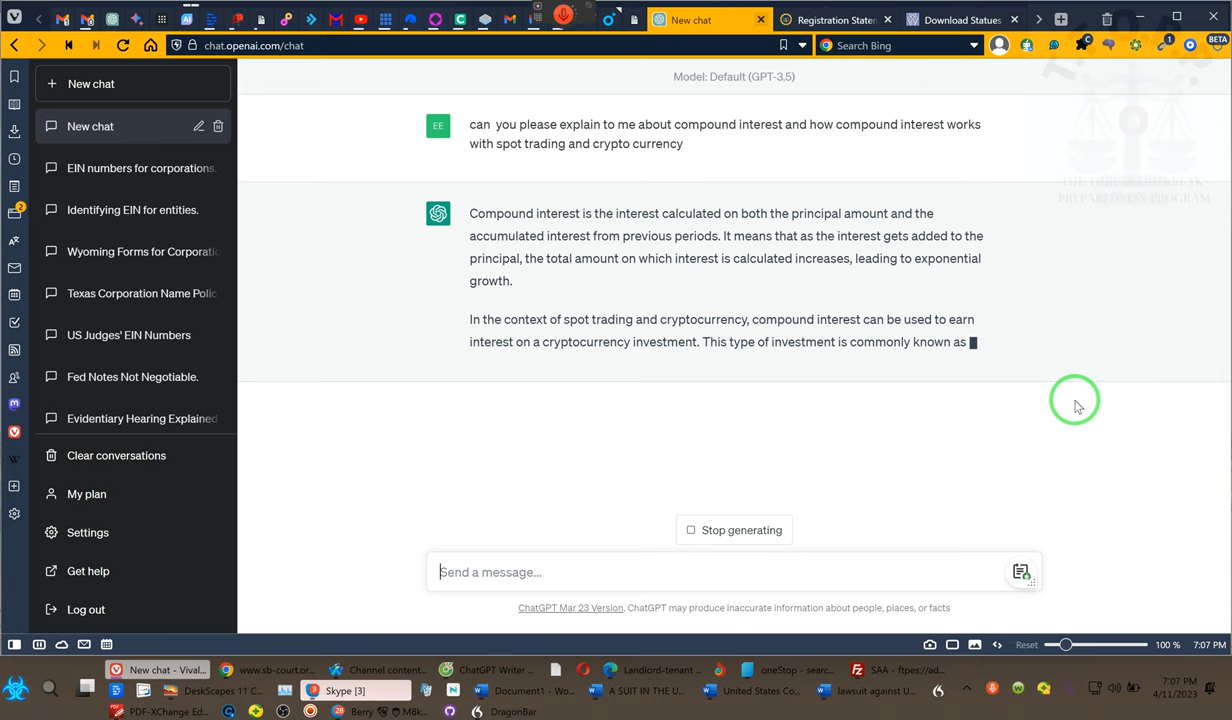 New chat
Registration Stater
Download Statues
chat.openai.com/chat
Search Bing
C
1
BETA
New chat
Model: Default (GPT-3.5)
New chat
EE
can you please explain to me about compound interest and how compound interest works
with spot trading and crypto currency
EIN numbers for corporations.
Identifying EIN for entities.
Wyoming Forms for Corporatio
Texas Corporation Name Polic
US Judges' EIN Numbers
Fed Notes Not Negotiable.
Evidentiary Hearing Explained
Compound interest is the interest calculated on both the principal amount and the
accumulated interest from previous periods. It means that as the interest gets added to the
principal, the total amount on which interest is calculated increases, leading to exponential
growth.
In the context of spot trading and cryptocurrency, compound interest can be used to earn
interest on a cryptocurrency investment. This type of investment is commonly known as
2
Clear conversations
My plan
Settings
Get help
Log out
Stop generating
Send a message...
ChatGPT Mar 23 Version. ChatGPT may produce inaccurate information about people, places, or facts
PREPAREDNESS PROGRAM
Reset
100 %
7:07 PM
New chat - Vival...
www.sb-court.or...
Channel content...
ChatGPT Writer ...
Landlord-tenant ...
oneStop - searc...
SAA - ftpes://ad...
DeskScapes 11 C...
Skype [3]
Document1 - Wo...
A SUIT IN THE U...
United States Co...
lawsuit against U...
7:07 PM
4/11/2023
PDF-XChange Ed...
28
Berry
M8k...
DragonBar